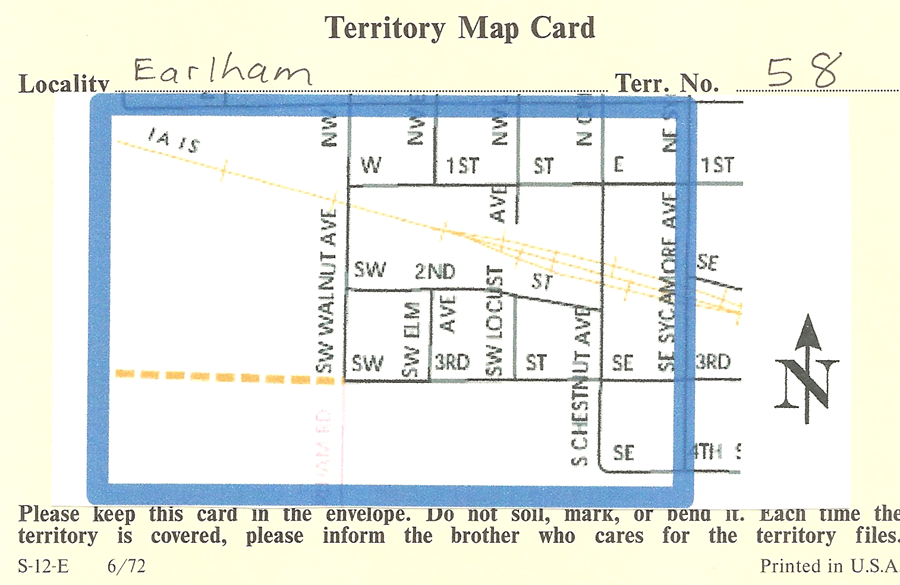 Territory Map Card
Locality Earlham Terr. No. 58
IA IS
NW
NW
NW
N
NE
W 1ST ST E 1ST
SW WALNUT AVE
AVE
SE SYCAMORE AVE
SW 2ND ST
SE
SW ELM AVE
SW LOCUST
S CHESTNUT AVE
SW 3RD ST SE 3RD
SE 4TH S
N
Please keep this card in the envelope. Do not soil, mark, or bend it. Each time the
territory is covered, please inform the brother who cares for the territory files.
S-12-E 6/72 Printed in U.S.A.